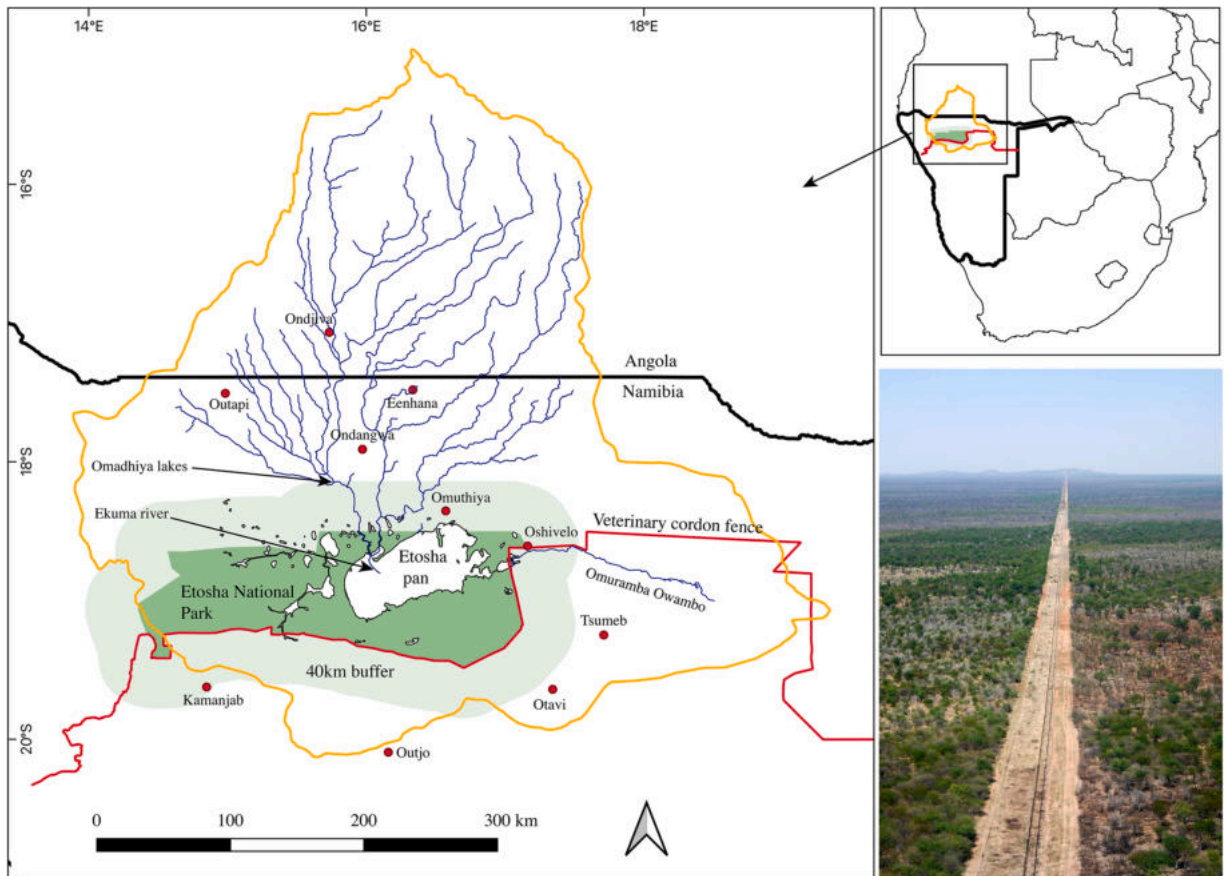 14°E
16°E
18°E
16°S
Ondjiva
Angola
Namibia
Outapi
Eenhana
Ondangwa
18°S
Omadhiya lakes
Ekuma river
Omuthiya
Veterinary cordon fence
Oshivelo
Etosha
pan
Etosha National
Park
Omuramba Owambo
Tsumeb
40km buffer
Kamanjab
Otavi
20°S
Outjo
0
100
200
300 km